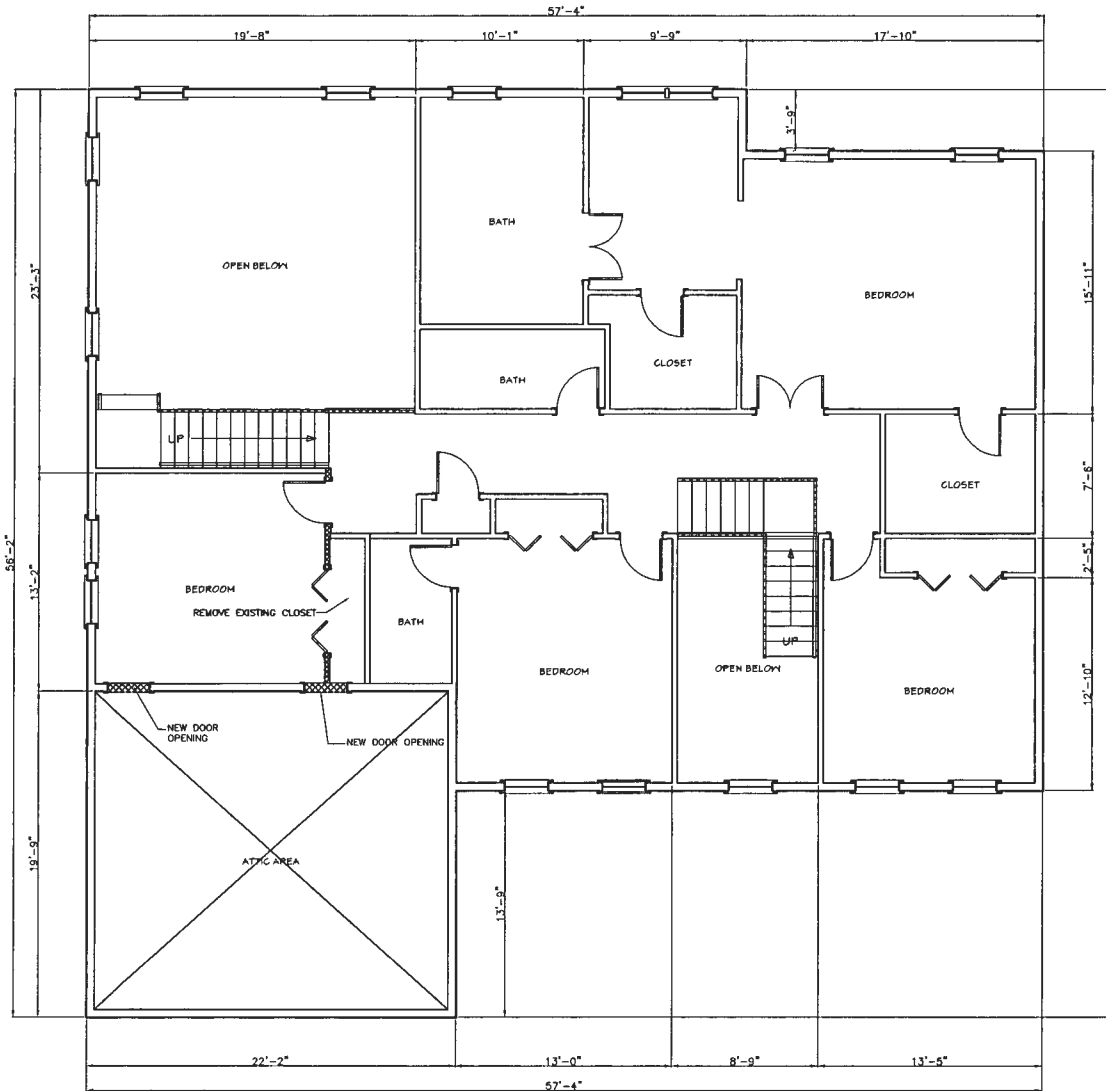 57'-4"
19'-8"
10'-1"
9'-9"
17'-10"
3'-9"
BATH
OPEN BELOW
23'-3"
BEDROOM
15'-11"
CLOSET
BATH
UP
CLOSET
7'-6"
56'-2"
13'-2"
2'-5"
BEDROOM
REMOVE EXISTING CLOSET
BATH
UP
BEDROOM
OPEN BELOW
BEDROOM
12'-10"
NEW DOOR
OPENING
NEW DOOR OPENING
19'-9"
ATTIC AREA
13'-9"
22'-2"
13'-0"
8'-9"
13'-5"
57'-4"